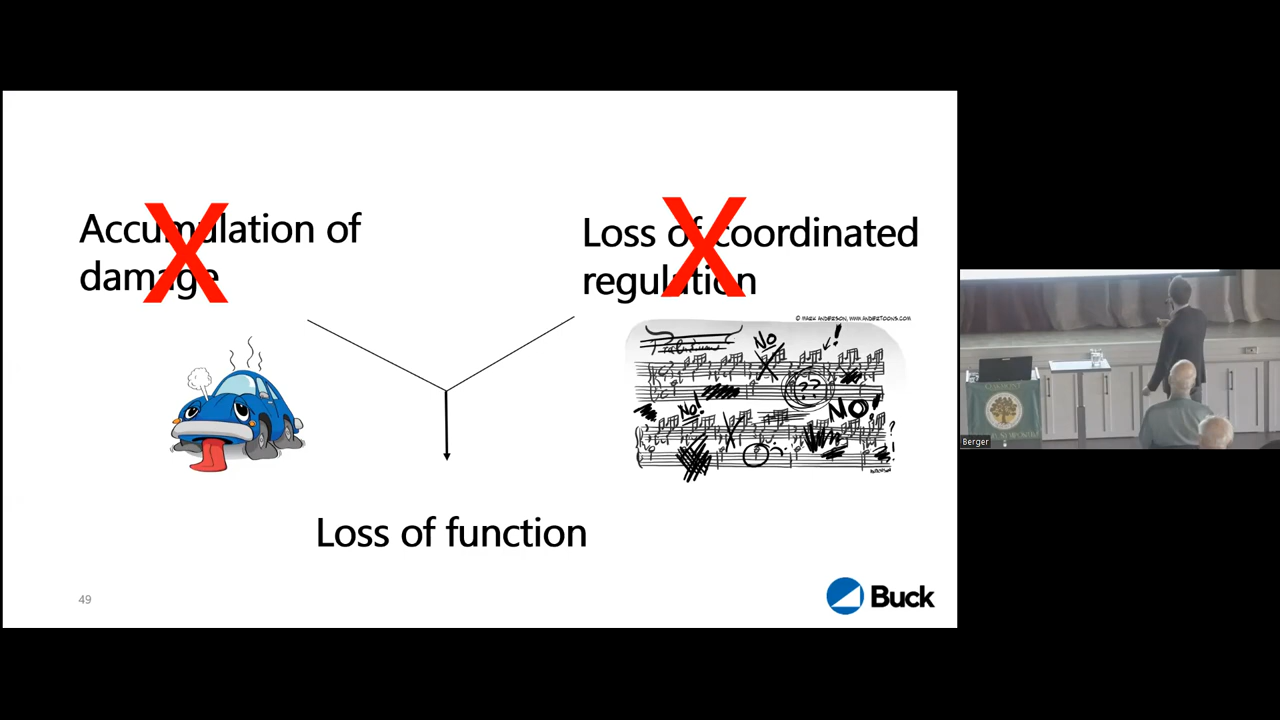 Accumulation of
damage
Loss of coordinated
regulation
© MARK ANDERSON, WWW.ANDERTOONS.COM
Preludium
NO
!
??
NO!
NO!
?
!
Loss of function
49
Buck
Berger